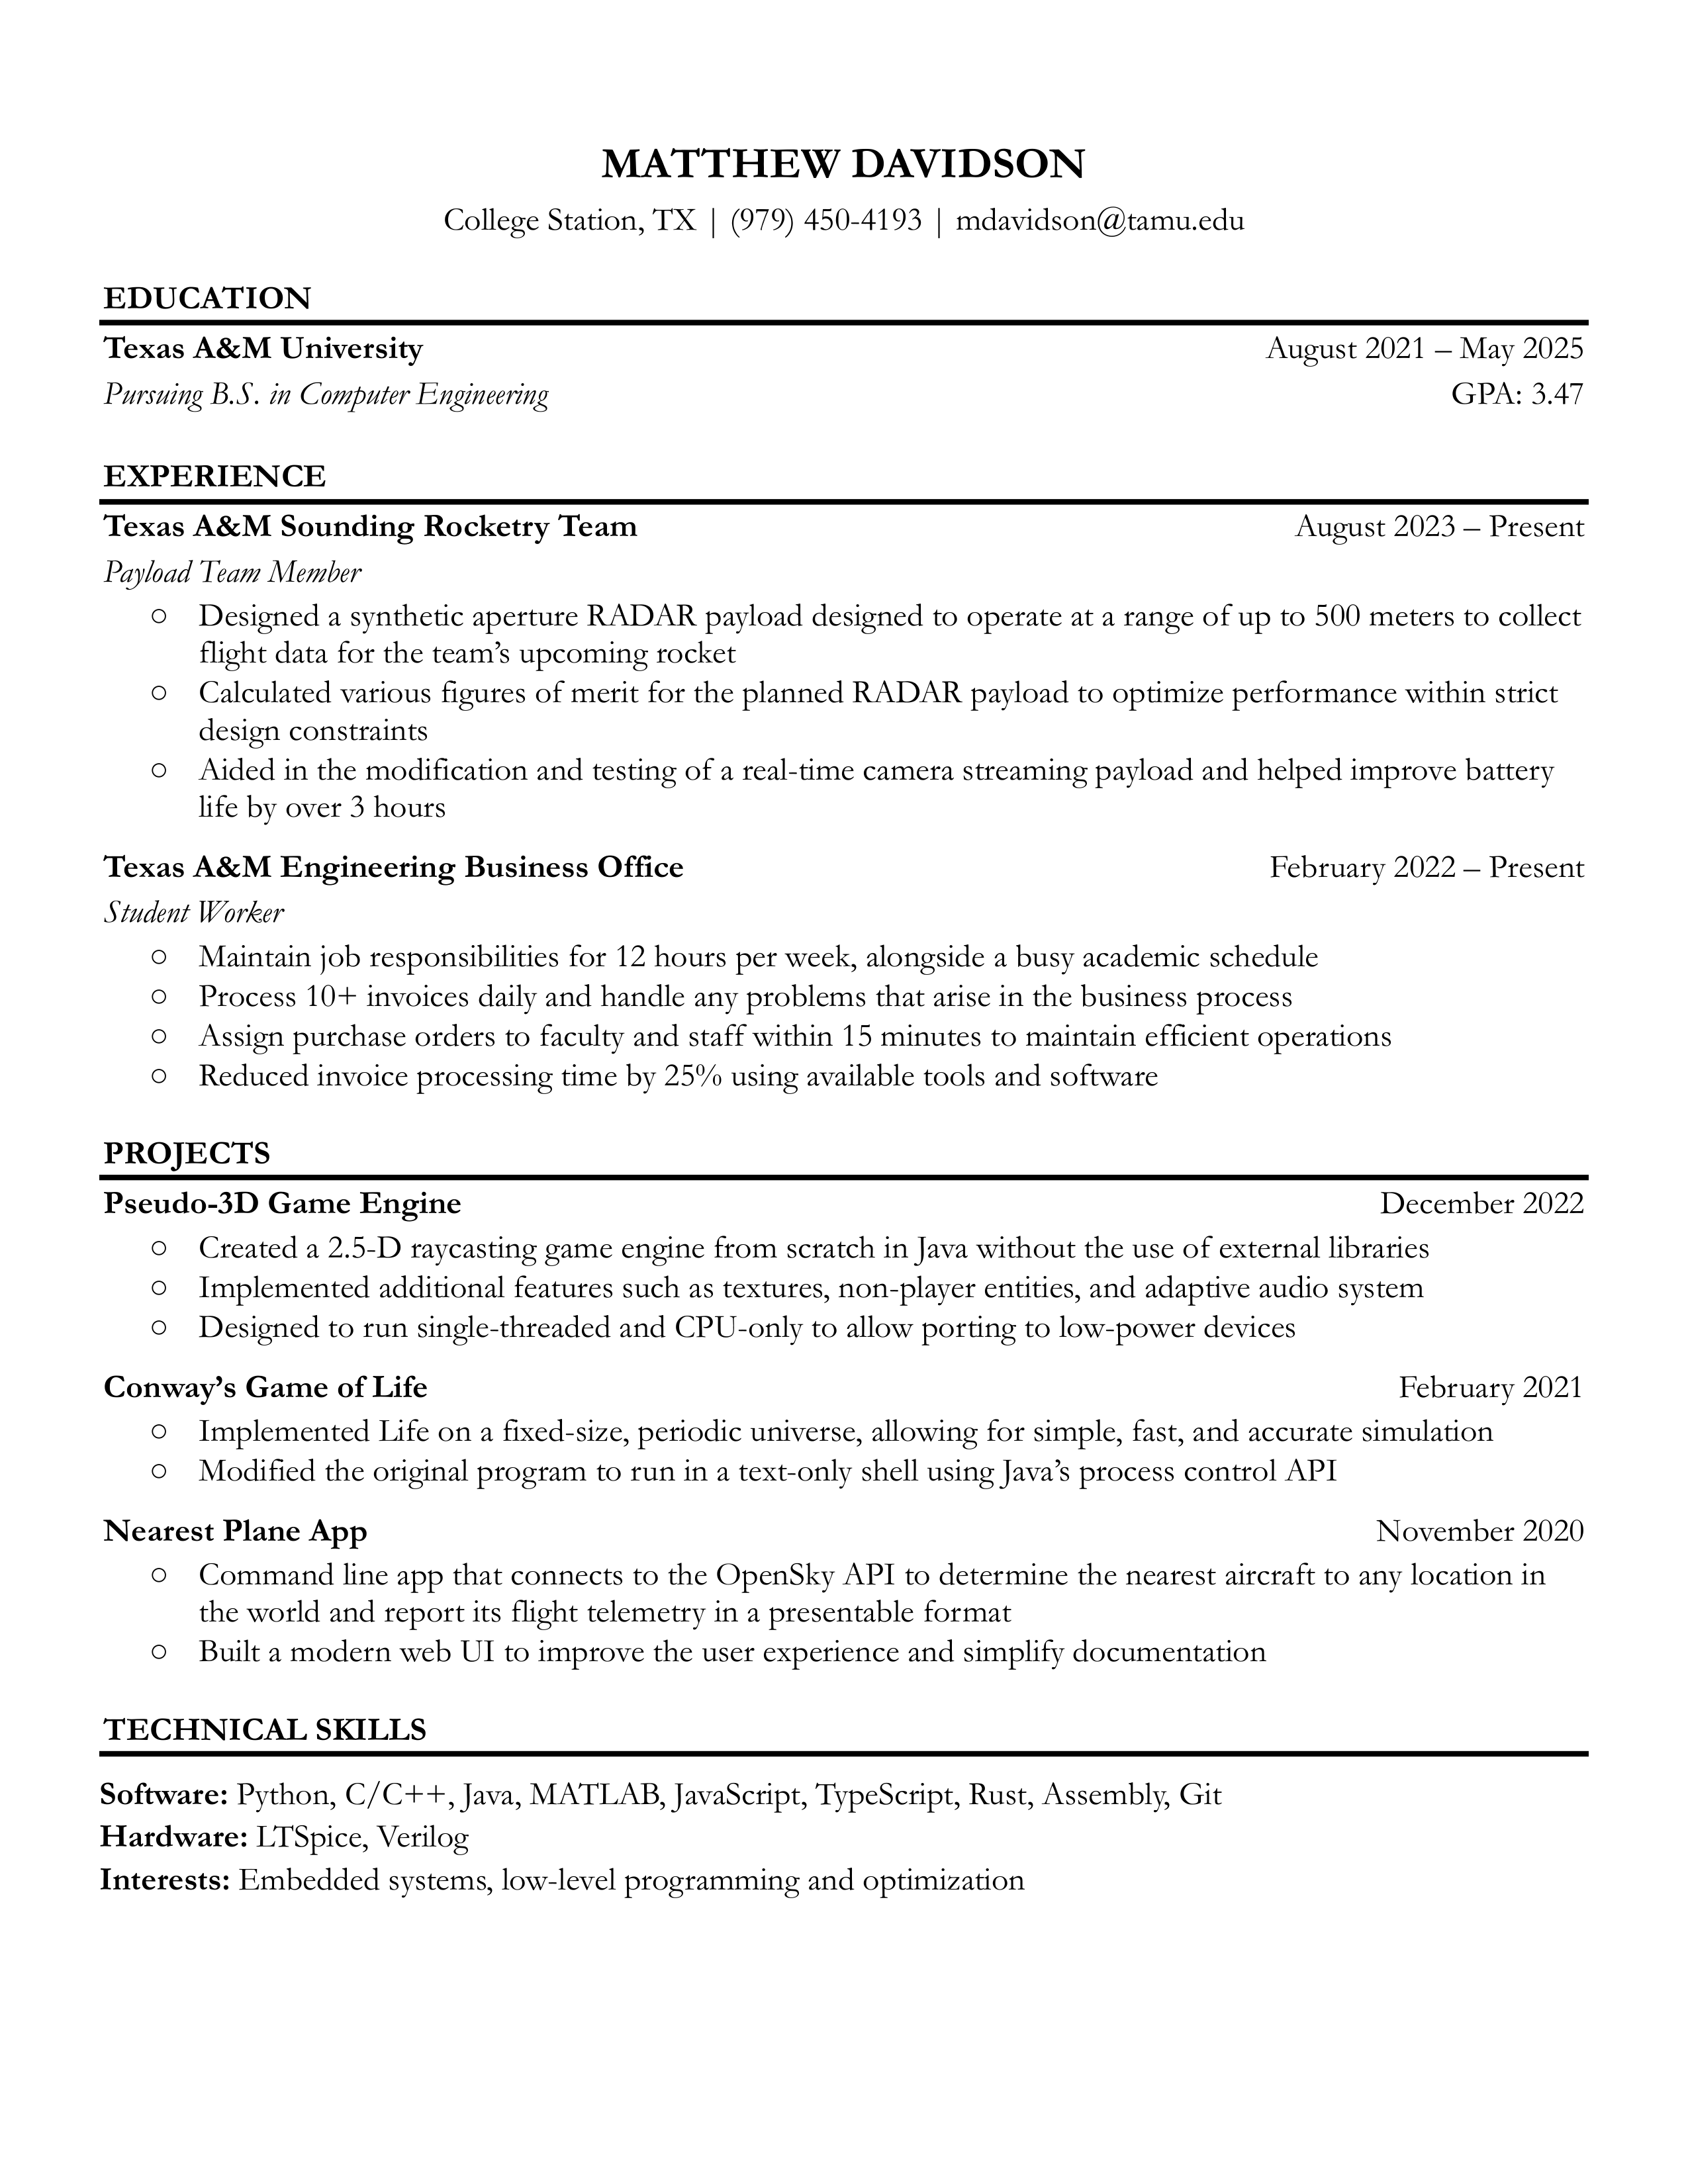 MATTHEW DAVIDSON
College Station, TX | (979) 450-4193 | mdavidson@tamu.edu
EDUCATION
Texas A&M University August 2021 – May 2025
Pursuing B.S. in Computer Engineering GPA: 3.47
EXPERIENCE
Texas A&M Sounding Rocketry Team August 2023 – Present
Payload Team Member
○ Designed a synthetic aperture RADAR payload designed to operate at a range of up to 500 meters to collect
flight data for the team’s upcoming rocket
○ Calculated various figures of merit for the planned RADAR payload to optimize performance within strict
design constraints
○ Aided in the modification and testing of a real-time camera streaming payload and helped improve battery
life by over 3 hours
Texas A&M Engineering Business Office February 2022 – Present
Student Worker
○ Maintain job responsibilities for 12 hours per week, alongside a busy academic schedule
○ Process 10+ invoices daily and handle any problems that arise in the business process
○ Assign purchase orders to faculty and staff within 15 minutes to maintain efficient operations
○ Reduced invoice processing time by 25% using available tools and software
PROJECTS
Pseudo-3D Game Engine December 2022
○ Created a 2.5-D raycasting game engine from scratch in Java without the use of external libraries
○ Implemented additional features such as textures, non-player entities, and adaptive audio system
○ Designed to run single-threaded and CPU-only to allow porting to low-power devices
Conway’s Game of Life February 2021
○ Implemented Life on a fixed-size, periodic universe, allowing for simple, fast, and accurate simulation
○ Modified the original program to run in a text-only shell using Java’s process control API
Nearest Plane App November 2020
○ Command line app that connects to the OpenSky API to determine the nearest aircraft to any location in
the world and report its flight telemetry in a presentable format
○ Built a modern web UI to improve the user experience and simplify documentation
TECHNICAL SKILLS
Software: Python, C/C++, Java, MATLAB, JavaScript, TypeScript, Rust, Assembly, Git
Hardware: LTSpice, Verilog
Interests: Embedded systems, low-level programming and optimization